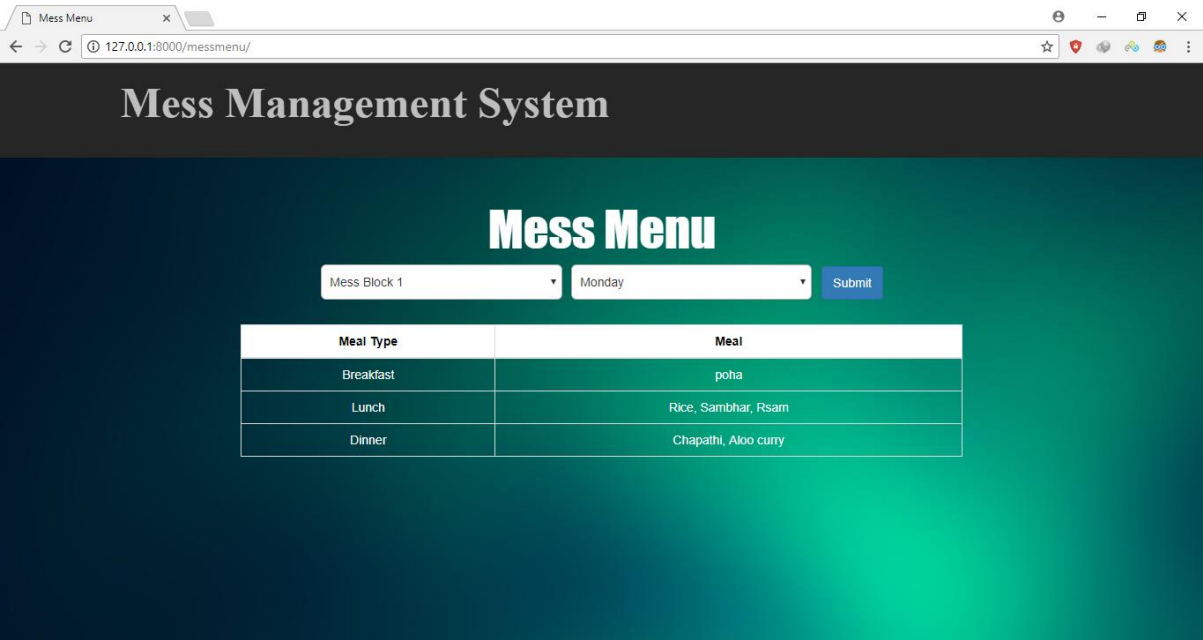 Mess Menu
127.0.0.1:8000/messmenu/
Mess Management System
Mess Menu
Mess Block 1 Monday Submit
Meal Type Meal
Breakfast poha
Lunch Rice, Sambhar, Rsam
Dinner Chapathi, Aloo curry